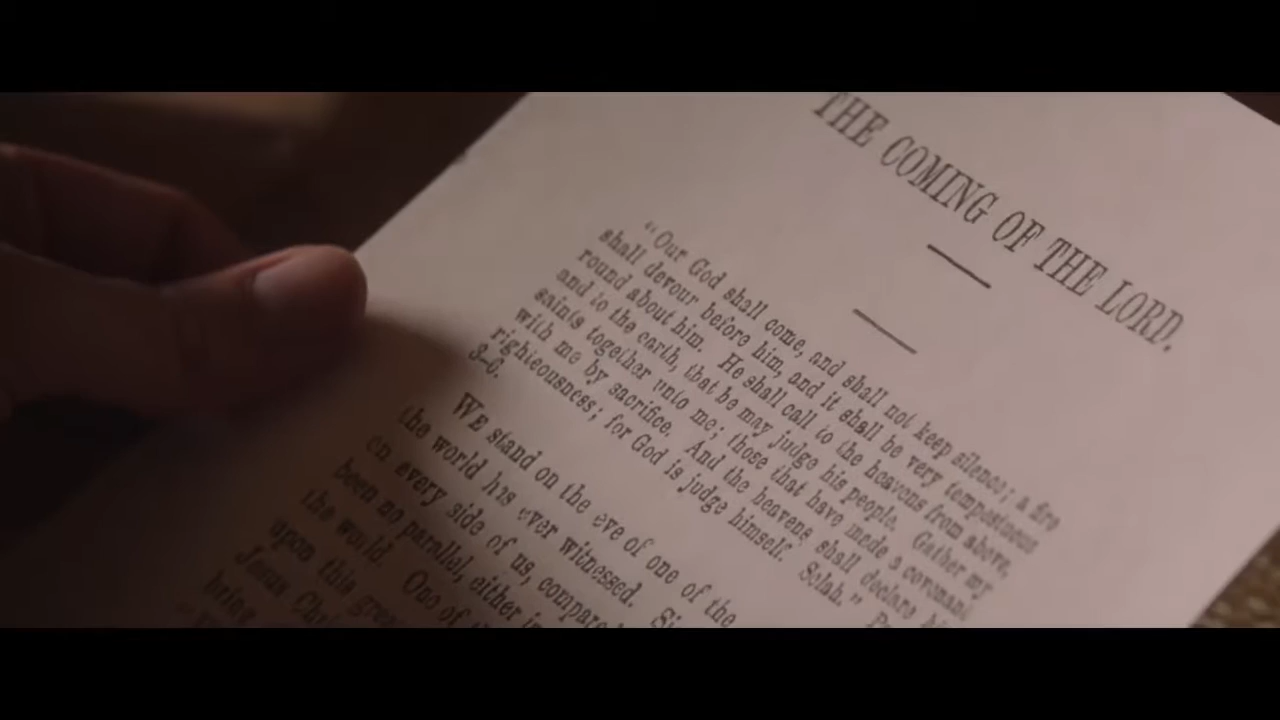 THE COMING OF THE LORD.
“Our God shall come, and shall not keep silence; a fire
shall devour before him, and it shall be very tempestuous
round about him. He shall call to the heavens from above,
and to the earth, that he may judge his people. Gather my
saints together unto me; those that have made a covenant
with me by sacrifice. And the heavens shall declare his
righteousness; for God is judge himself. Selah.”
3–6.
WE stand on the eve of one of the
the world has ever witnessed.
on every side of us,
been no parallel, either in
the world. One of
upon this
Jesus
bring